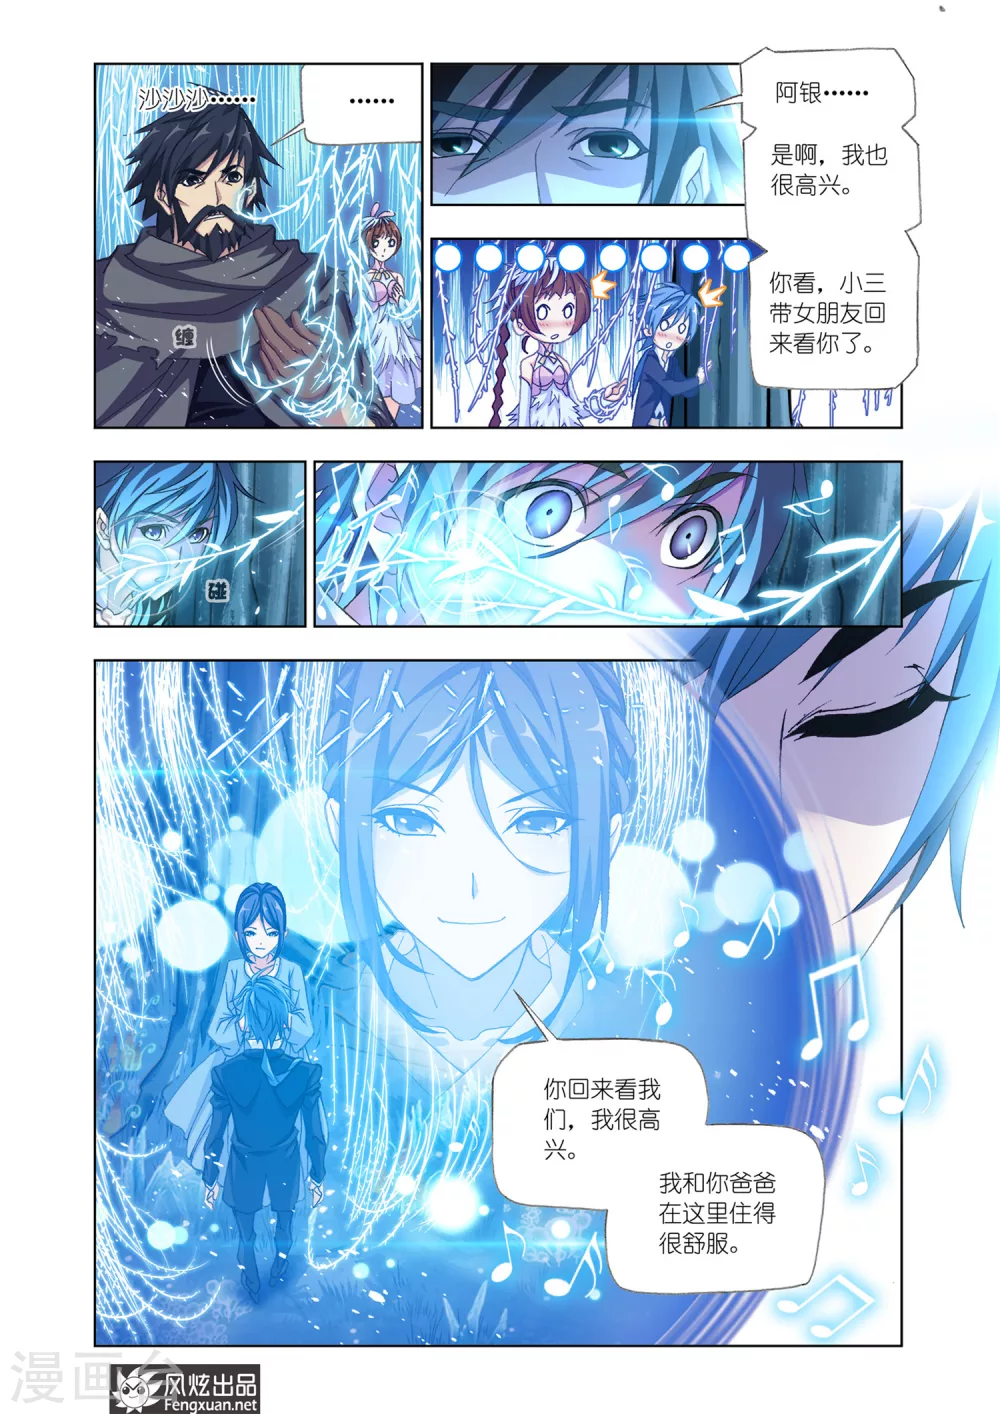 沙沙沙……
……
缠
阿银……
是啊，我也
很高兴。
你看，小三
带女朋友回
来看你了。
碰
你回来看我
们，我很高
兴。
我和你爸爸
在这里住得
很舒服。
漫画台
风炫出品
Fengxuan.net